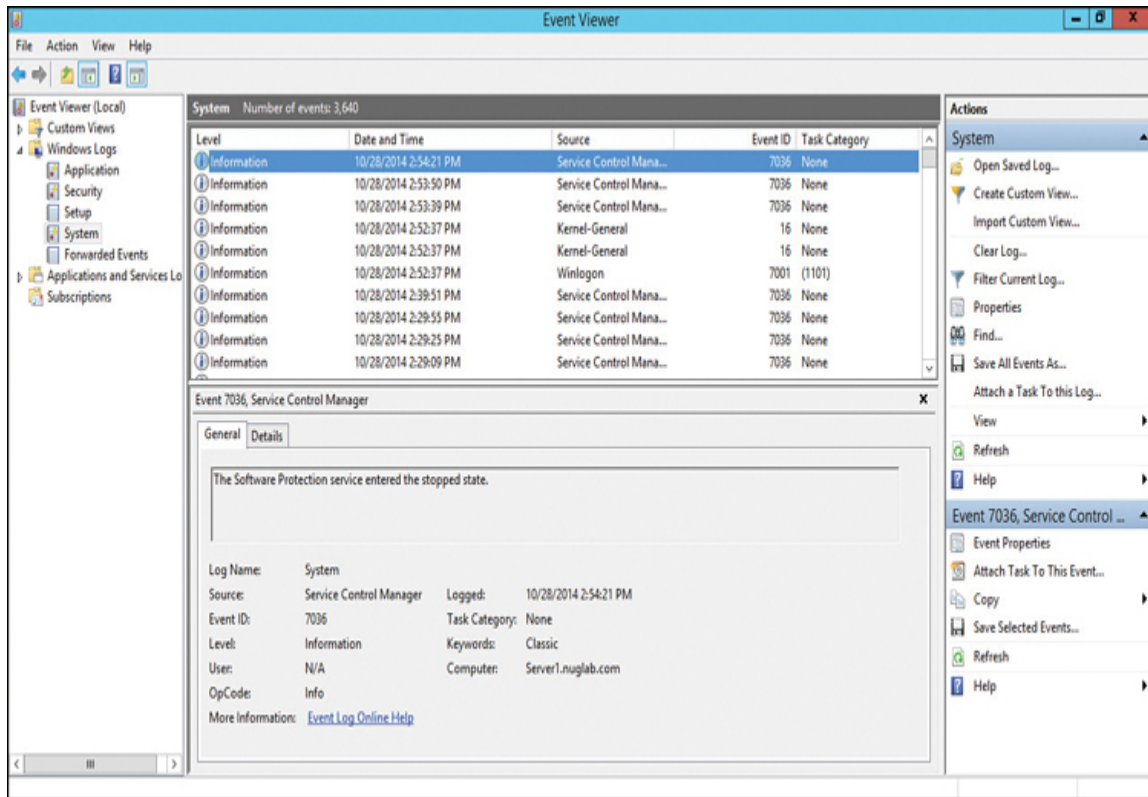 Event Viewer
File Action View Help
Event Viewer (Local)
Custom Views
Windows Logs
Application
Security
Setup
System
Forwarded Events
Applications and Services Lo
Subscriptions
System Number of events: 3,640
Level Date and Time Source Event ID Task Category
Information 10/28/2014 2:54:21 PM Service Control Mana... 7036 None
Information 10/28/2014 2:53:50 PM Service Control Mana... 7036 None
Information 10/28/2014 2:53:39 PM Service Control Mana... 7036 None
Information 10/28/2014 2:52:37 PM Kernel-General 16 None
Information 10/28/2014 2:52:37 PM Kernel-General 16 None
Information 10/28/2014 2:52:37 PM Winlogon 7001 (1101)
Information 10/28/2014 2:39:51 PM Service Control Mana... 7036 None
Information 10/28/2014 2:29:55 PM Service Control Mana... 7036 None
Information 10/28/2014 2:29:25 PM Service Control Mana... 7036 None
Information 10/28/2014 2:29:09 PM Service Control Mana... 7036 None
Event 7036, Service Control Manager
General Details
The Software Protection service entered the stopped state.
Log Name: System
Source: Service Control Manager Logged: 10/28/2014 2:54:21 PM
Event ID: 7036 Task Category: None
Level: Information Keywords: Classic
User: N/A Computer: Server1.nuglab.com
OpCode: Info
More Information: Event Log Online Help
Actions
System
Open Saved Log...
Create Custom View...
Import Custom View...
Clear Log...
Filter Current Log...
Properties
Find...
Save All Events As...
Attach a Task To this Log...
View
Refresh
Help
Event 7036, Service Control ...
Event Properties
Attach Task To This Event...
Copy
Save Selected Events...
Refresh
Help